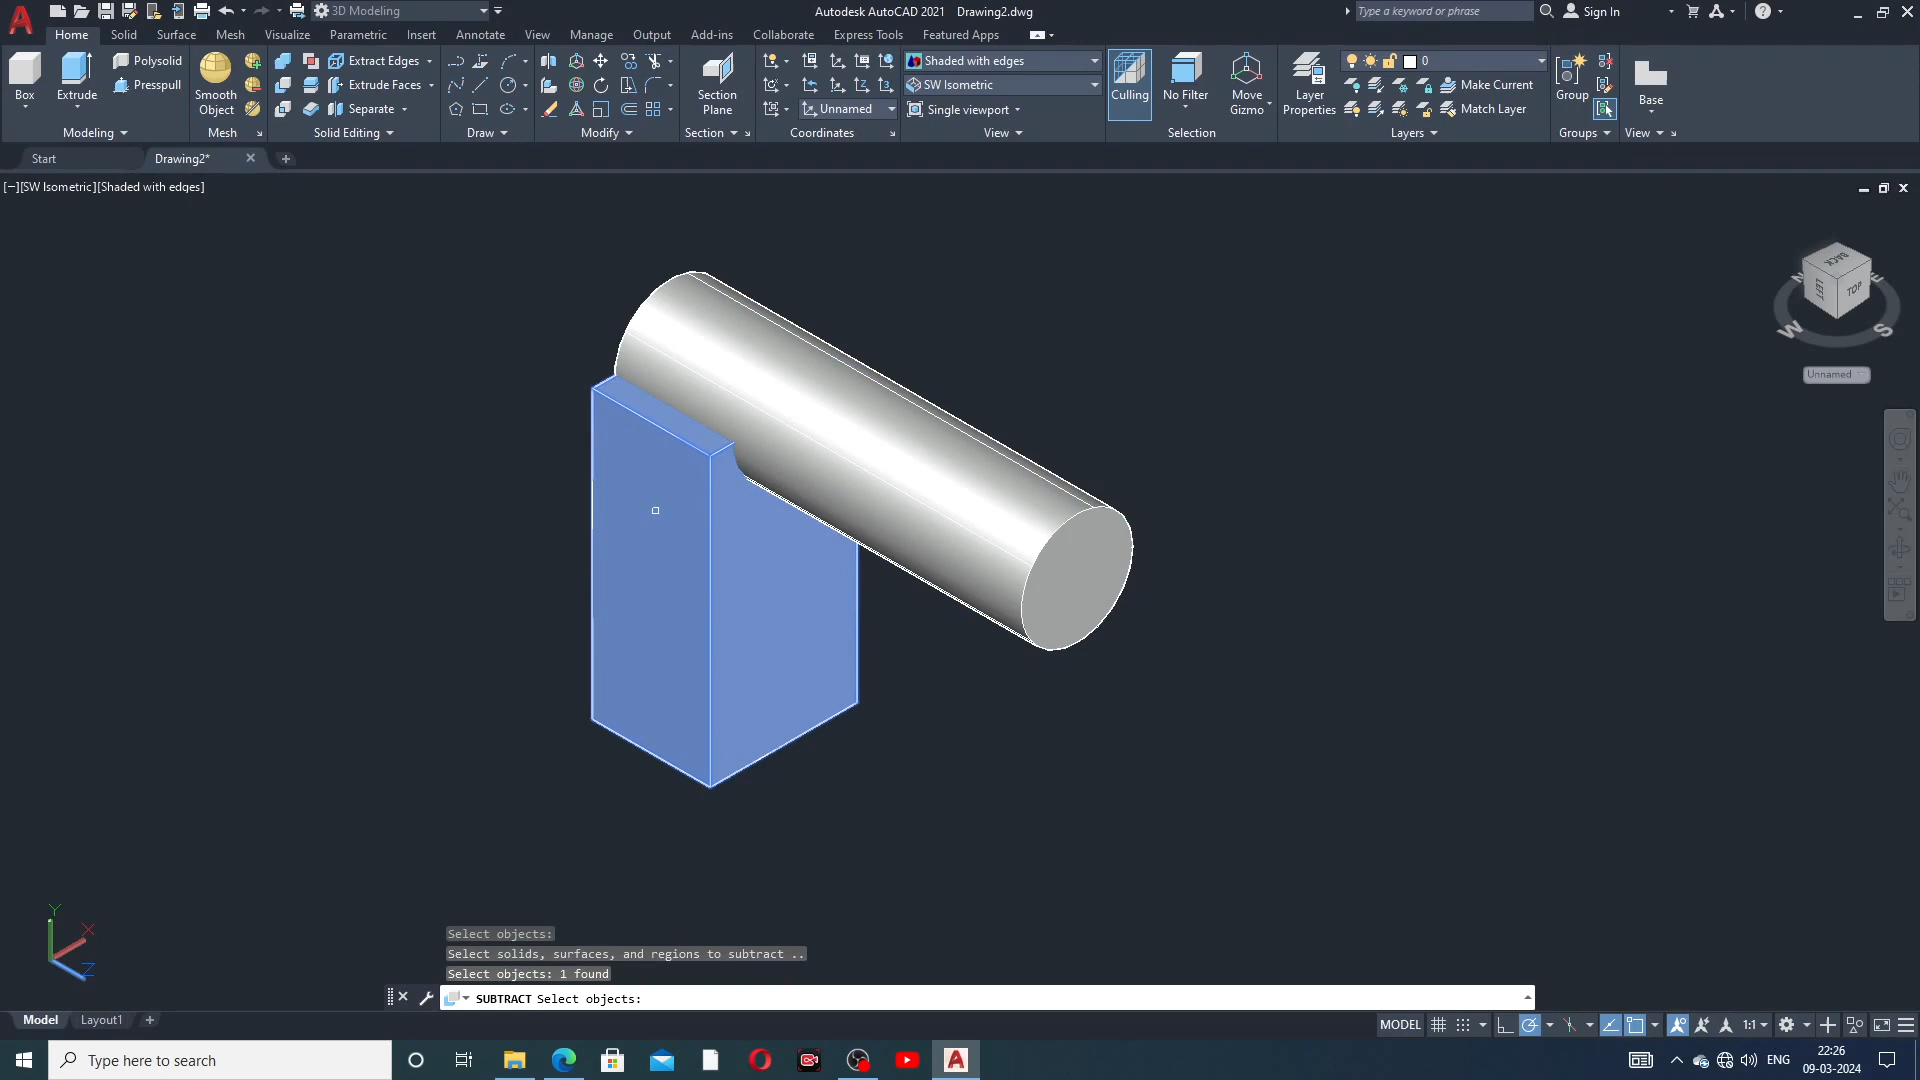 3D Modeling
Autodesk AutoCAD 2021 Drawing2.dwg
Type a keyword or phrase
Sign In
Home Solid Surface Mesh Visualize Parametric Insert Annotate View Manage Output Add-ins Collaborate Express Tools Featured Apps
Box
Extrude
Polysolid
Presspull
Modeling
Smooth
Object
Mesh
Extract Edges
Extrude Faces
Separate
Solid Editing
Draw
Modify
Section
Plane
Section
Unnamed
Coordinates
Shaded with edges
SW Isometric
Single viewport
View
Culling
No Filter
Move
Gizmo
Selection
Layer
Properties
0
Make Current
Match Layer
Layers
Group
Groups
Base
View
Start
Drawing2*
[−][SW Isometric][Shaded with edges]
BACK
LEFT
TOP
N
E
W
S
Unnamed
Y
X
Z
Select objects:
Select solids, surfaces, and regions to subtract ..
Select objects: 1 found
SUBTRACT Select objects:
Model Layout1
MODEL
1:1
Type here to search
ENG
22:26
09-03-2024